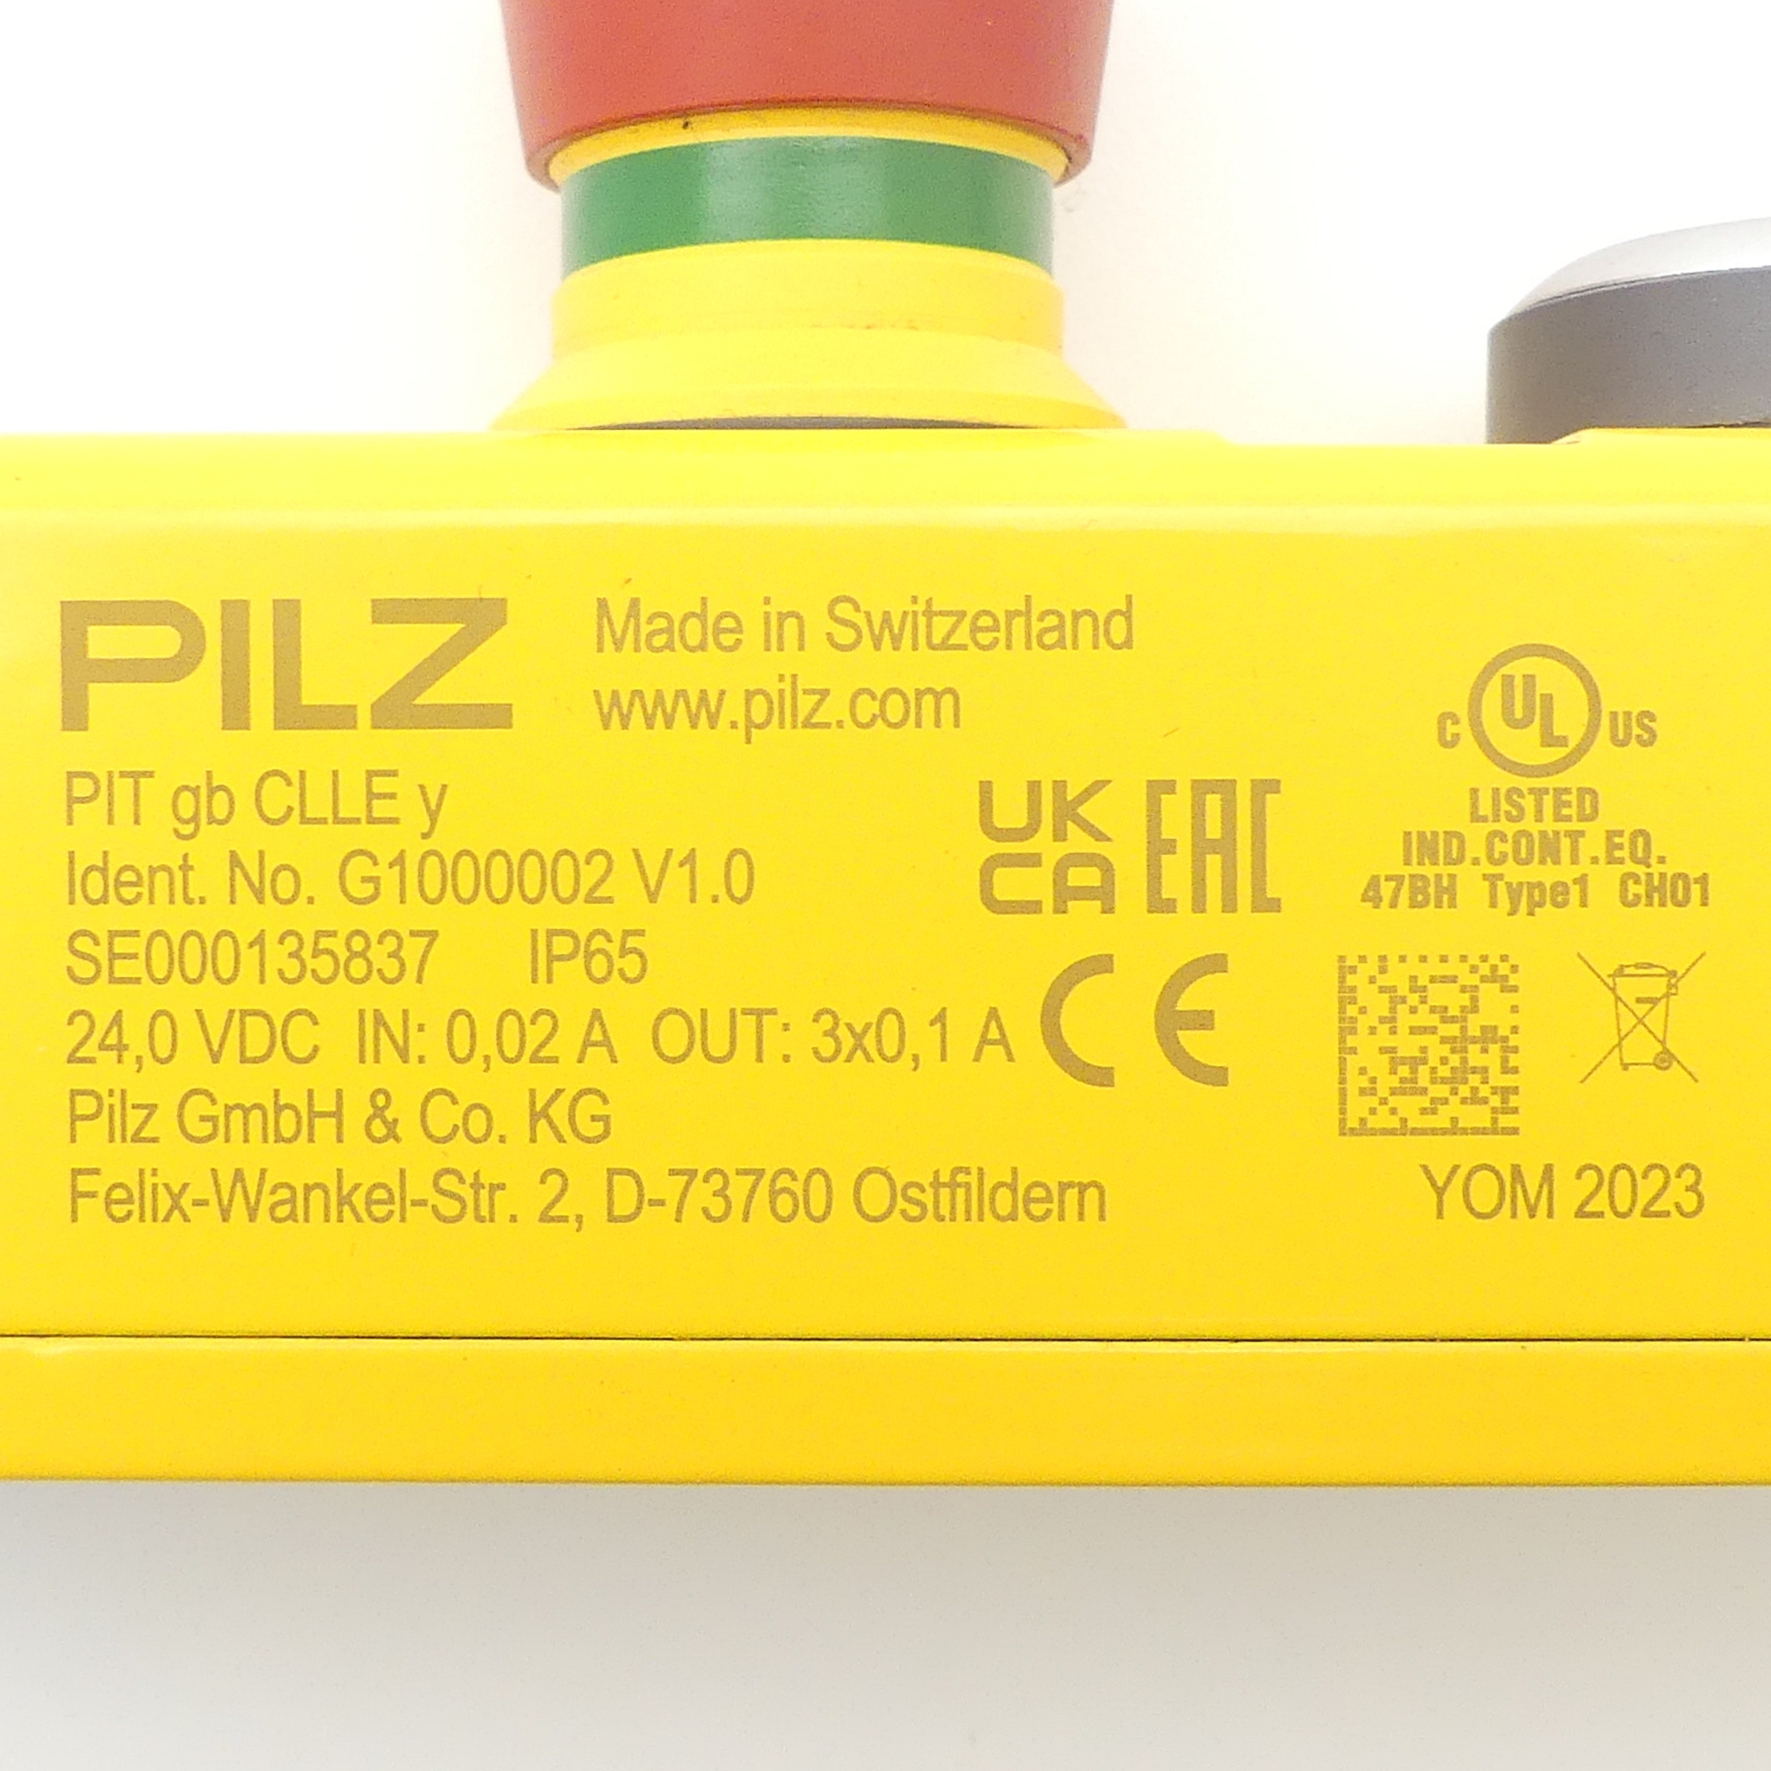 PILZ
Made in Switzerland
www.pilz.com
PIT gb CLLE y
Ident. No. G1000002 V1.0
SE000135837 IP65
24,0 VDC IN: 0,02 A OUT: 3x0,1 A
Pilz GmbH & Co. KG
Felix-Wankel-Str. 2, D-73760 Ostfildern
UK
CA
EAC
CE
C UL US
LISTED
IND.CONT.EQ.
47BH Type1 CH01
YOM 2023